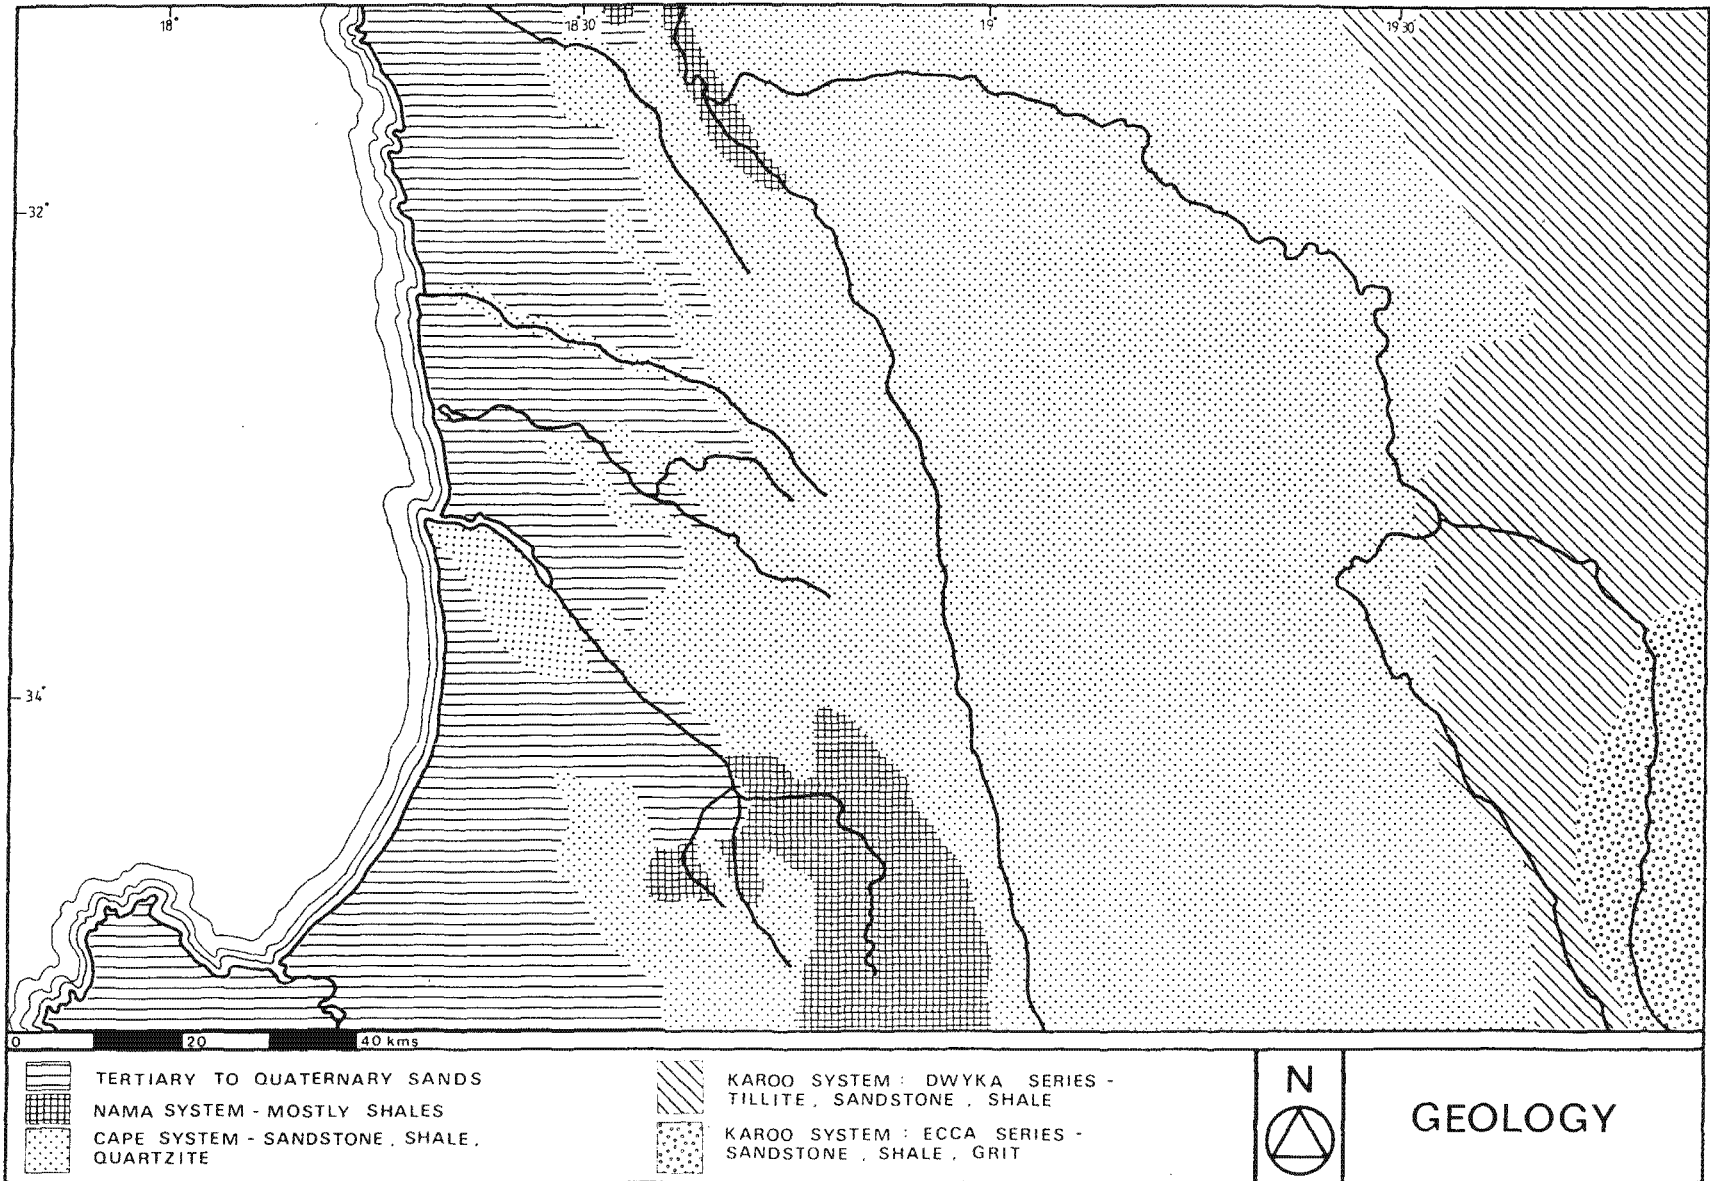 18°
18 30
19°
19 30
32°
34°
0 20 40 kms
TERTIARY TO QUATERNARY SANDS
NAMA SYSTEM - MOSTLY SHALES
CAPE SYSTEM - SANDSTONE, SHALE,
QUARTZITE
KAROO SYSTEM : DWYKA SERIES -
TILLITE, SANDSTONE, SHALE
KAROO SYSTEM : ECCA SERIES -
SANDSTONE, SHALE, GRIT
N
GEOLOGY